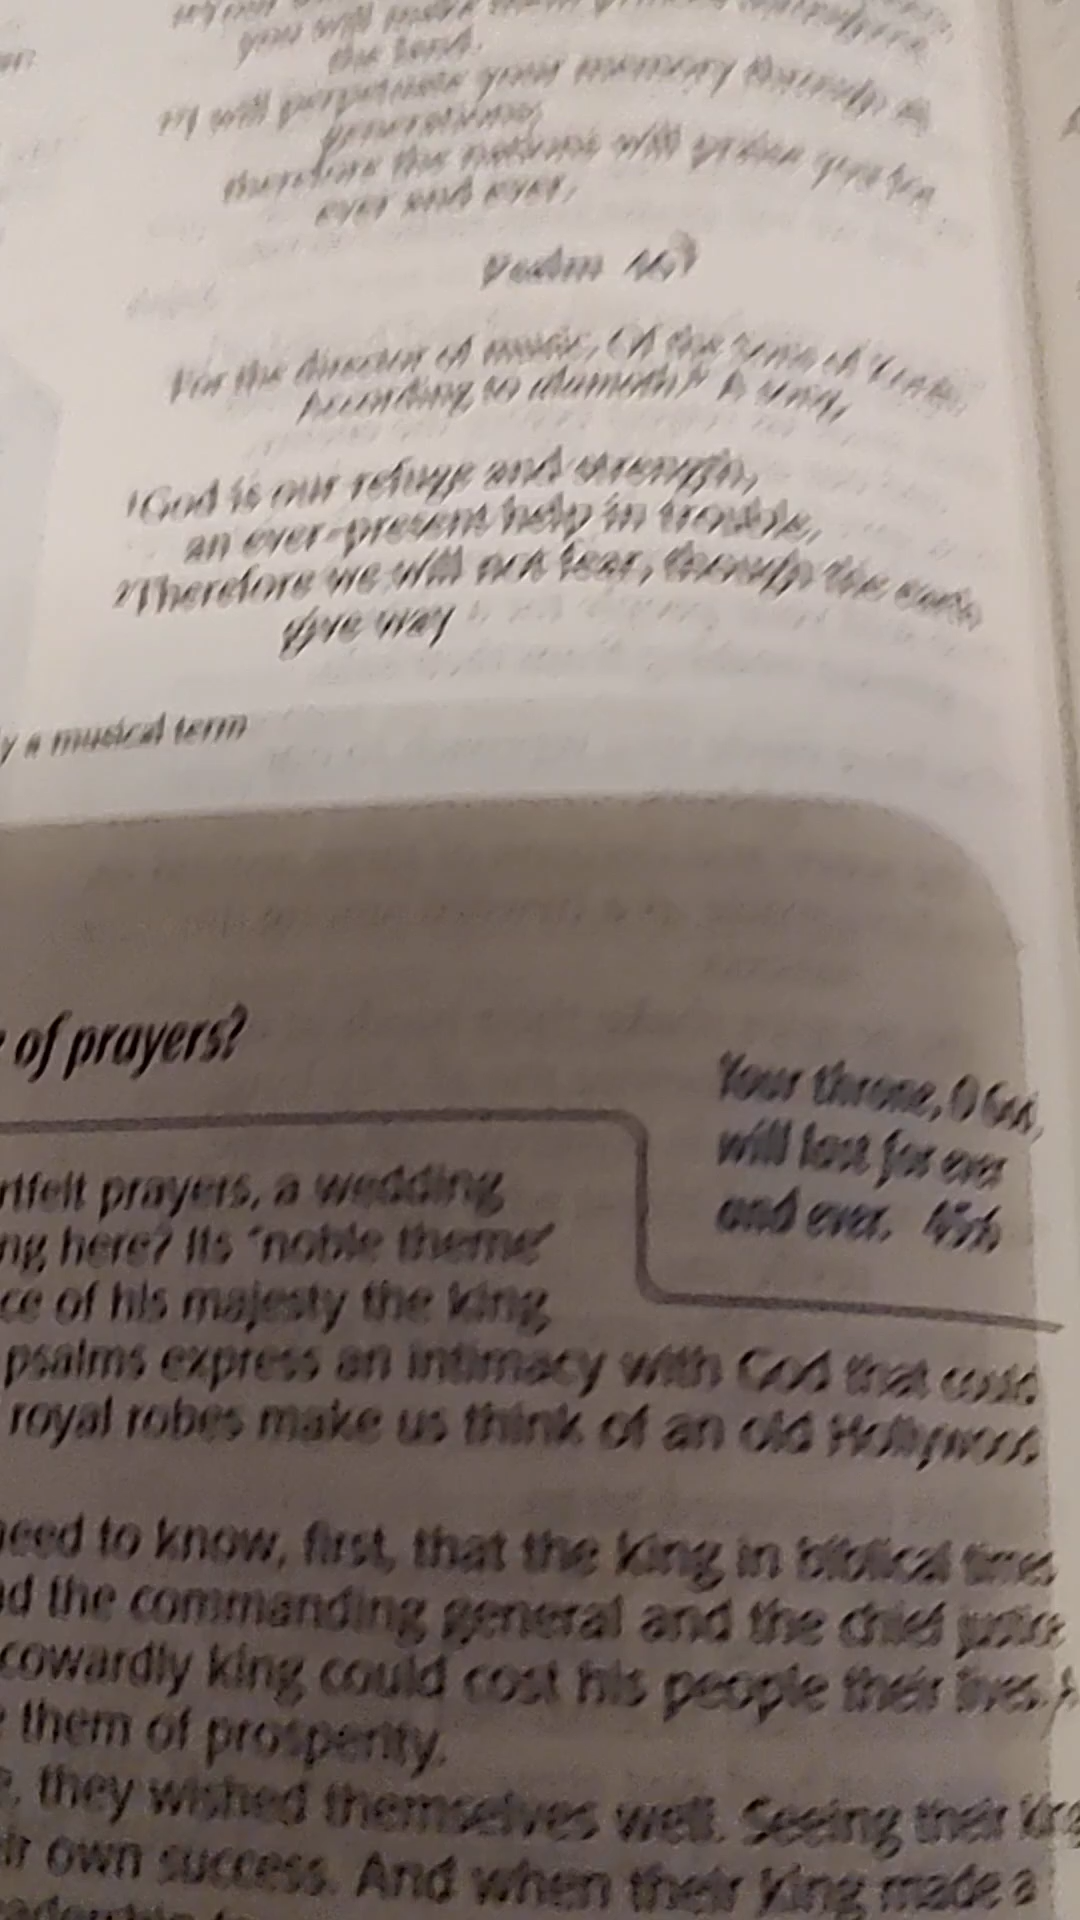 you will make them princes
the land.
¹⁷I will perpetuate your memory through all
generations;
therefore the nations will praise you for
ever and ever.
Psalm 46
For the director of music. Of the Sons of Korah.
According to alamoth. A song.
¹God is our refuge and strength,
an ever-present help in trouble.
²Therefore we will not fear, though the earth
give way
y a musical term
of prayers?
Your throne, O God,
will last for ever
and ever. 45:6
rtfelt prayers, a wedding
ng here? Its "noble theme"
ce of his majesty the king,
psalms express an intimacy with God that could
royal robes make us think of an old Hollywood
need to know, first, that the king in biblical times
nd the commanding general and the chief justice
cowardly king could cost his people their lives.
them of prosperity.
, they wished themselves well. Seeing their king
ir own success. And when their king made a